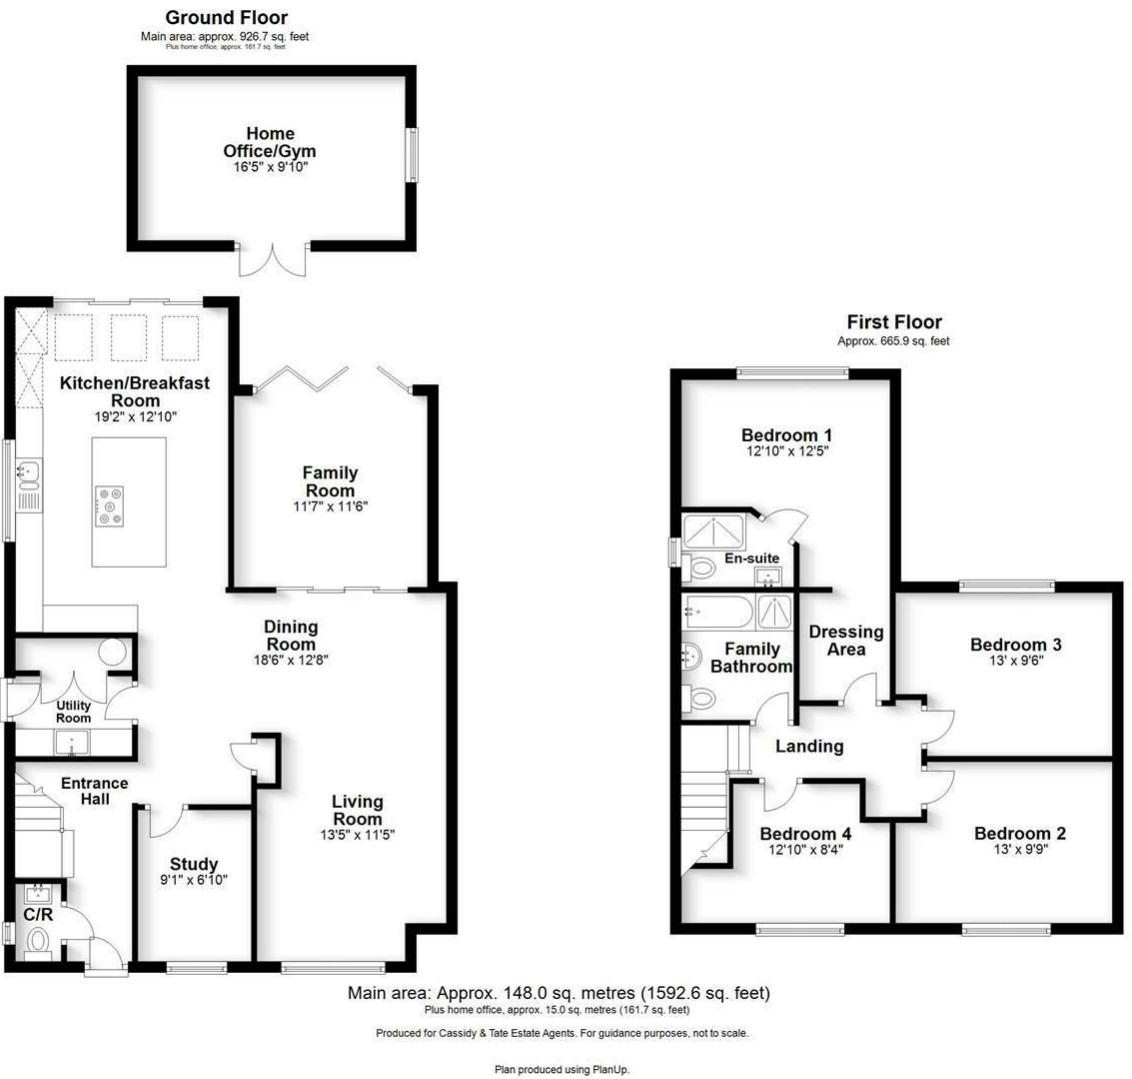 Ground Floor
Main area: approx. 926.7 sq. feet
Plus home office, approx. 161.7 sq. feet
Home
Office/Gym
16'5" x 9'10"
Kitchen/Breakfast
Room
19'2" x 12'10"
Family
Room
11'7" x 11'6"
Dining
Room
18'6" x 12'8"
Utility
Room
Entrance
Hall
Living
Room
13'5" x 11'5"
Study
9'1" x 6'10"
C/R
First Floor
Approx. 665.9 sq. feet
Bedroom 1
12'10" x 12'5"
En-suite
Dressing
Area
Family
Bathroom
Bedroom 3
13' x 9'6"
Landing
Bedroom 4
12'10" x 8'4"
Bedroom 2
13' x 9'9"
Main area: Approx. 148.0 sq. metres (1592.6 sq. feet)
Plus home office, approx. 15.0 sq. metres (161.7 sq. feet)
Produced for Cassidy & Tate Estate Agents. For guidance purposes, not to scale.
Plan produced using PlanUp.